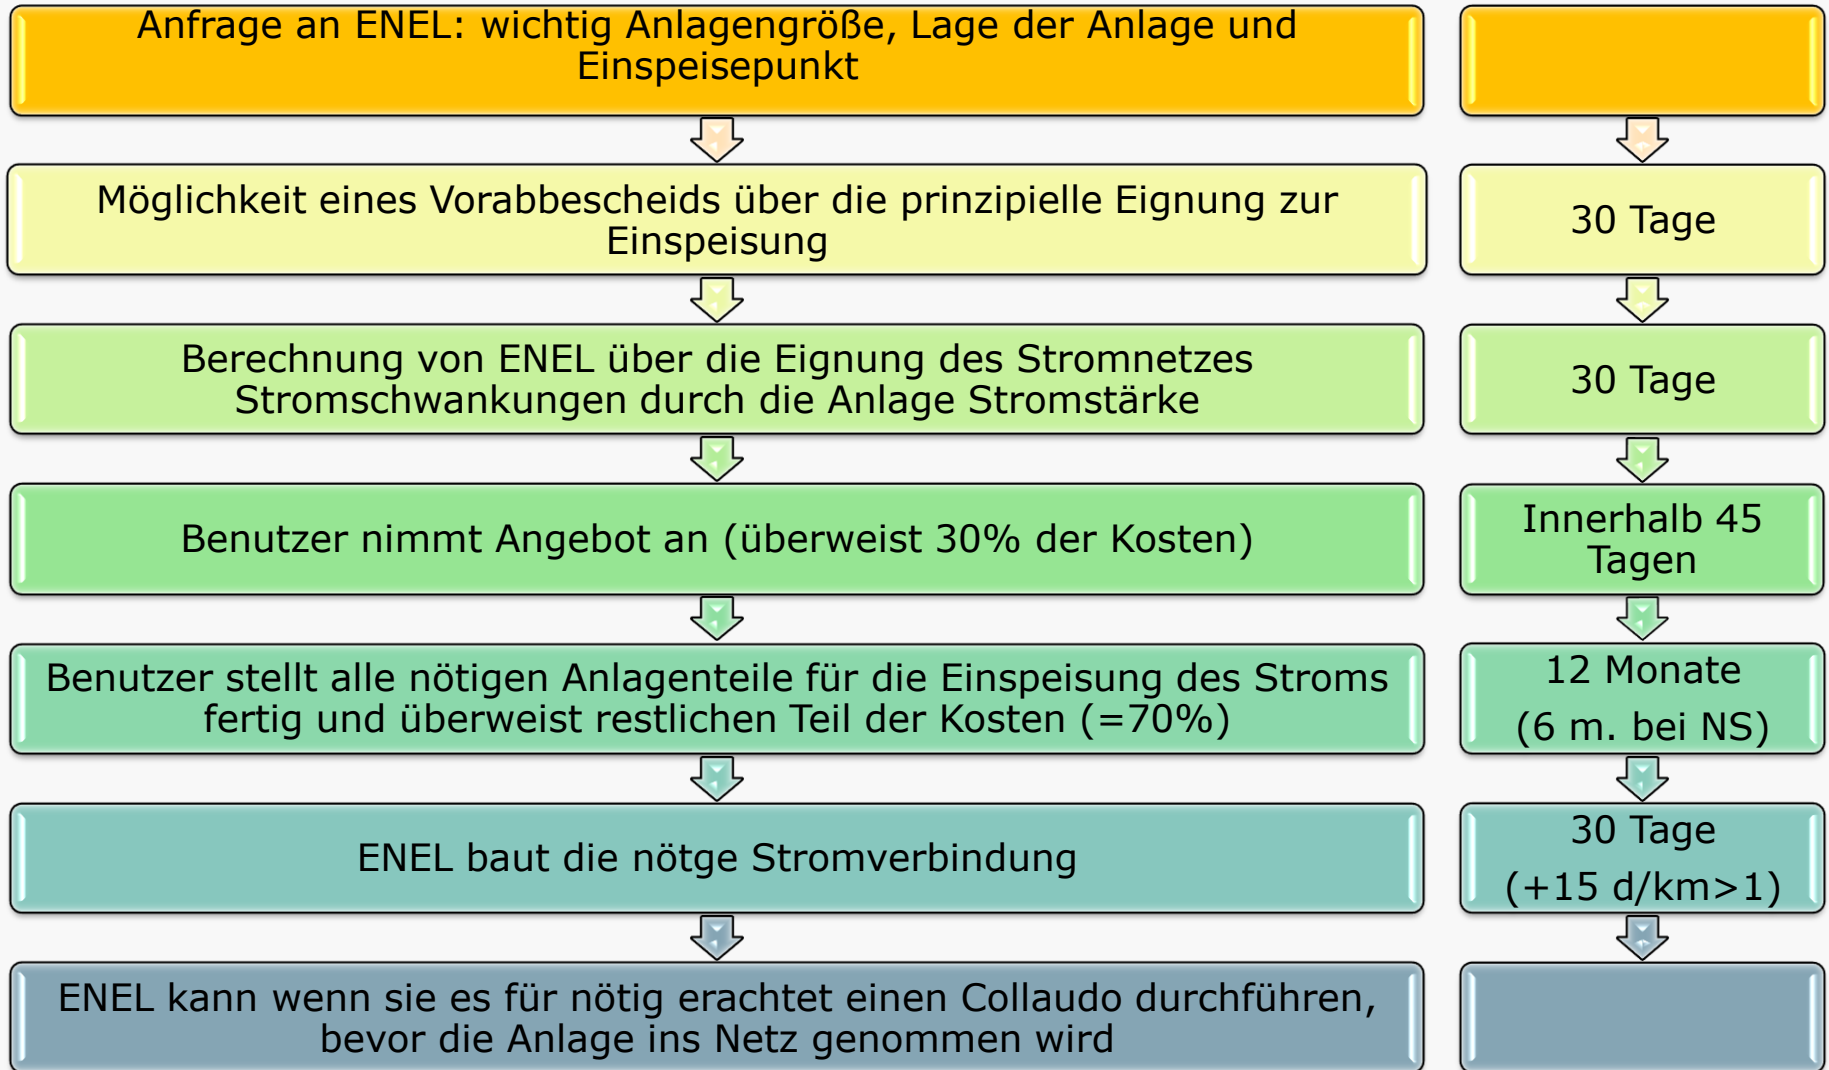 Anfrage an ENEL: wichtig Anlagengröße, Lage der Anlage und
Einspeisepunkt
Möglichkeit eines Vorabbescheids über die prinzipielle Eignung zur
Einspeisung
30 Tage
Berechnung von ENEL über die Eignung des Stromnetzes
Stromschwankungen durch die Anlage Stromstärke
30 Tage
Benutzer nimmt Angebot an (überweist 30% der Kosten)
Innerhalb 45
Tagen
Benutzer stellt alle nötigen Anlagenteile für die Einspeisung des Stroms
fertig und überweist restlichen Teil der Kosten (=70%)
12 Monate
(6 m. bei NS)
ENEL baut die nötge Stromverbindung
30 Tage
(+15 d/km>1)
ENEL kann wenn sie es für nötig erachtet einen Collaudo durchführen,
bevor die Anlage ins Netz genommen wird